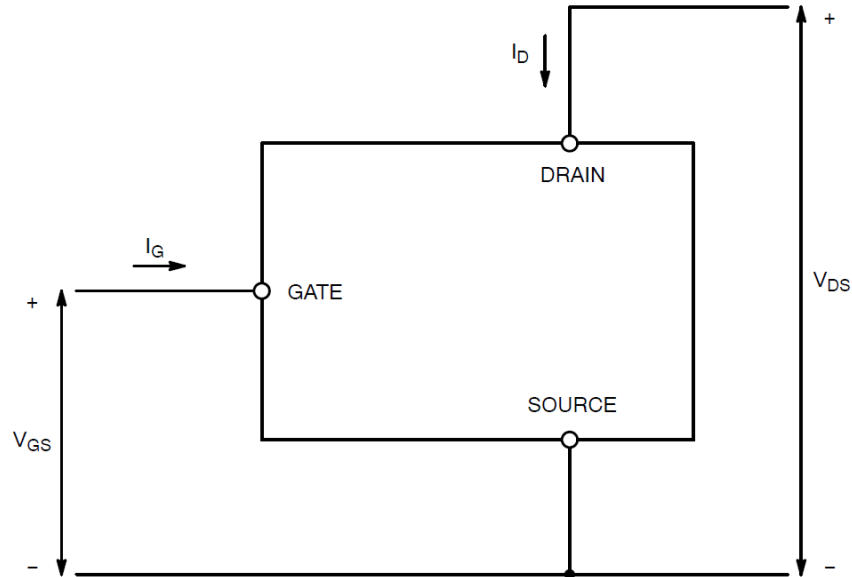 +
I_D
DRAIN
I_G
V_DS
+
GATE
SOURCE
V_GS
−
−